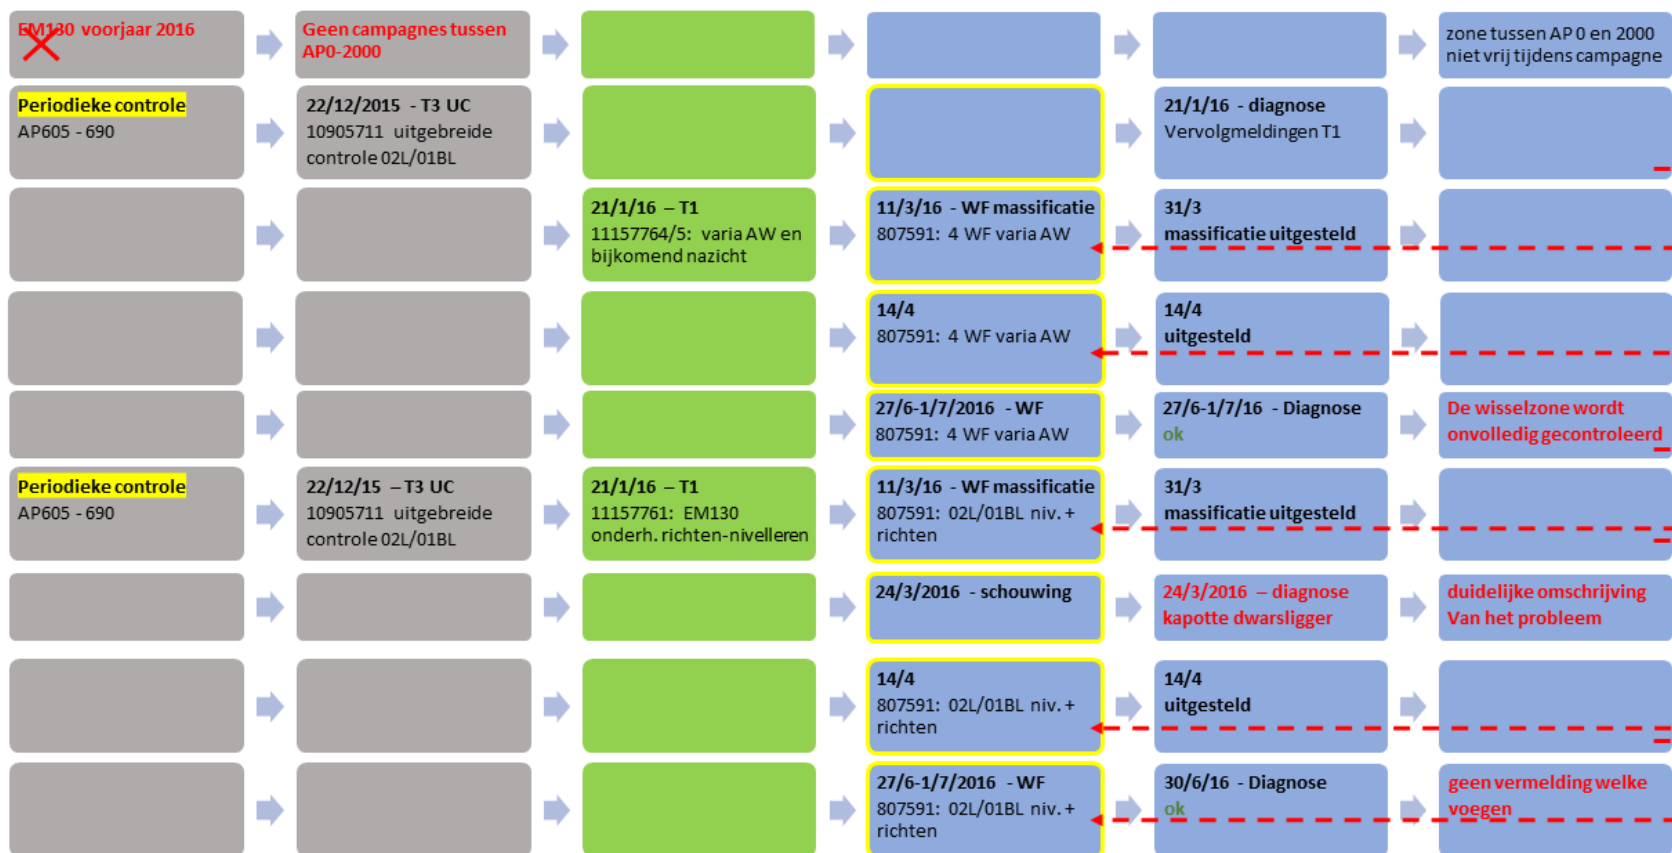 EM130 voorjaar 2016
Geen campagnes tussen
AP0-2000
zone tussen AP 0 en 2000
niet vrij tijdens campagne
Periodieke controle
AP605 - 690
22/12/2015 - T3 UC
10905711 uitgebreide
controle 02L/01BL
21/1/16 - diagnose
Vervolgmeldingen T1
21/1/16 – T1
11157764/5: varia AW en
bijkomend nazicht
11/3/16 - WF massificatie
807591: 4 WF varia AW
31/3
massificatie uitgesteld
14/4
807591: 4 WF varia AW
14/4
uitgesteld
27/6-1/7/2016 - WF
807591: 4 WF varia AW
27/6-1/7/16 - Diagnose
ok
De wisselzone wordt
onvolledig gecontroleerd
Periodieke controle
AP605 - 690
22/12/15 – T3 UC
10905711 uitgebreide
controle 02L/01BL
21/1/16 – T1
11157761: EM130
onderh. richten-nivelleren
11/3/16 - WF massificatie
807591: 02L/01BL niv. +
richten
31/3
massificatie uitgesteld
24/3/2016 - schouwing
24/3/2016 – diagnose
kapotte dwarsligger
duidelijke omschrijving
Van het probleem
14/4
807591: 02L/01BL niv. +
richten
14/4
uitgesteld
27/6-1/7/2016 - WF
807591: 02L/01BL niv. +
richten
30/6/16 - Diagnose
ok
geen vermelding welke
voegen